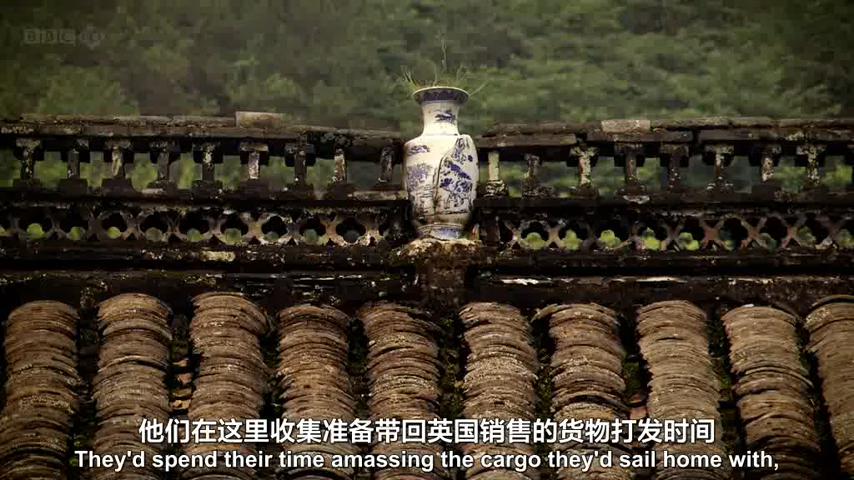 BBC
他们在这里收集准备带回英国销售的货物打发时间
They'd spend their time amassing the cargo they'd sail home with,